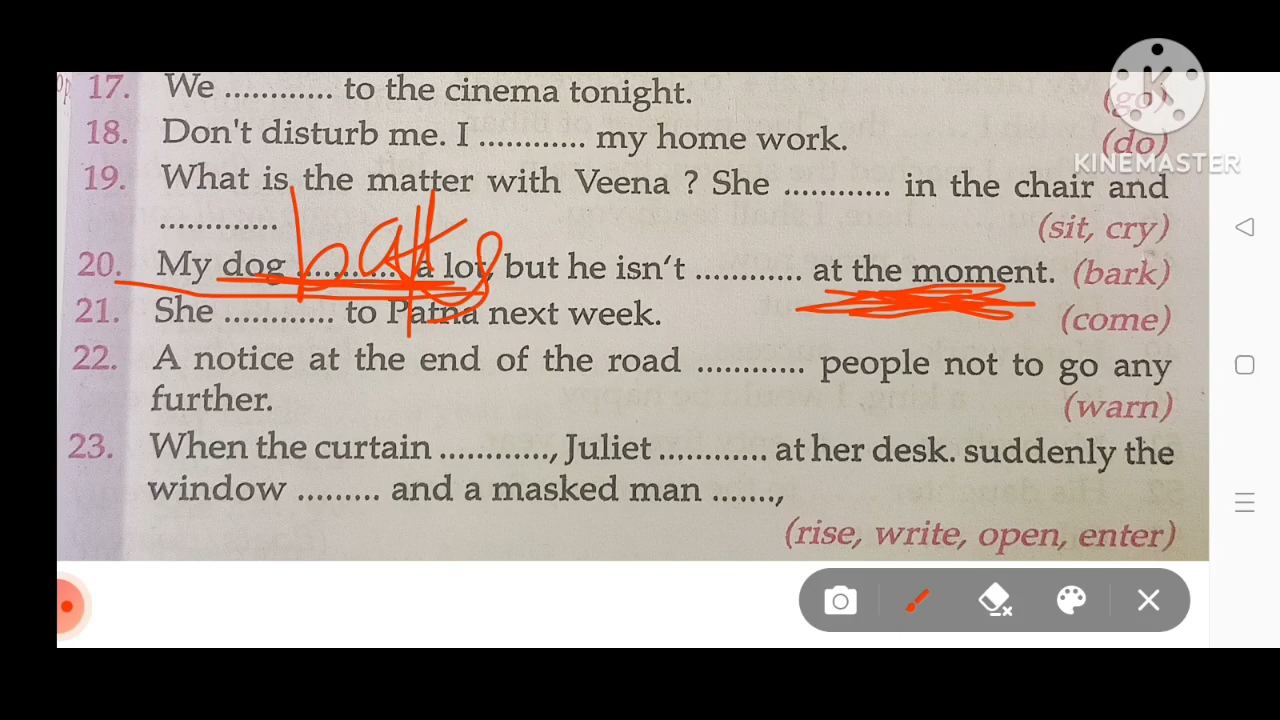 17. We ............ to the cinema tonight. (go)
18. Don't disturb me. I ............ my home work. (do)
KINEMASTER
19. What is the matter with Veena ? She ............ in the chair and
............. (sit, cry)
20. My dog ........... a lot, but he isn't ............ at the moment. (bark)
21. She ............ to Patna next week. (come)
22. A notice at the end of the road ............ people not to go any
further. (warn)
23. When the curtain ............, Juliet ............ at her desk. suddenly the
window ......... and a masked man .......,
(rise, write, open, enter)